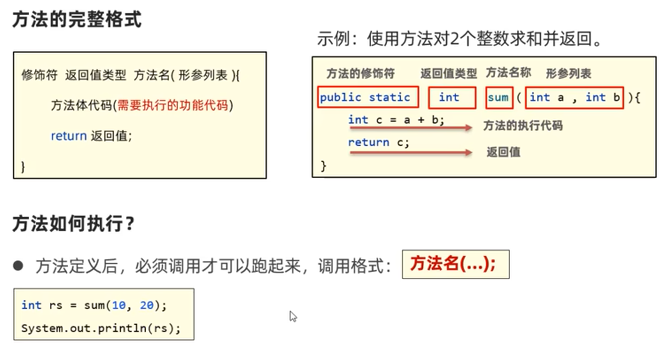 方法的完整格式
修饰符 返回值类型 方法名( 形参列表 ){
方法体代码(需要执行的功能代码)
return 返回值;
}
示例：使用方法对2个整数求和并返回。
方法的修饰符 返回值类型 方法名称 形参列表
public static int sum ( int a , int b ){
int c = a + b; 方法的执行代码
return c; 返回值
}
方法如何执行?
● 方法定义后，必须调用才可以跑起来，调用格式： 方法名(...);
int rs = sum(10, 20);
System.out.println(rs);